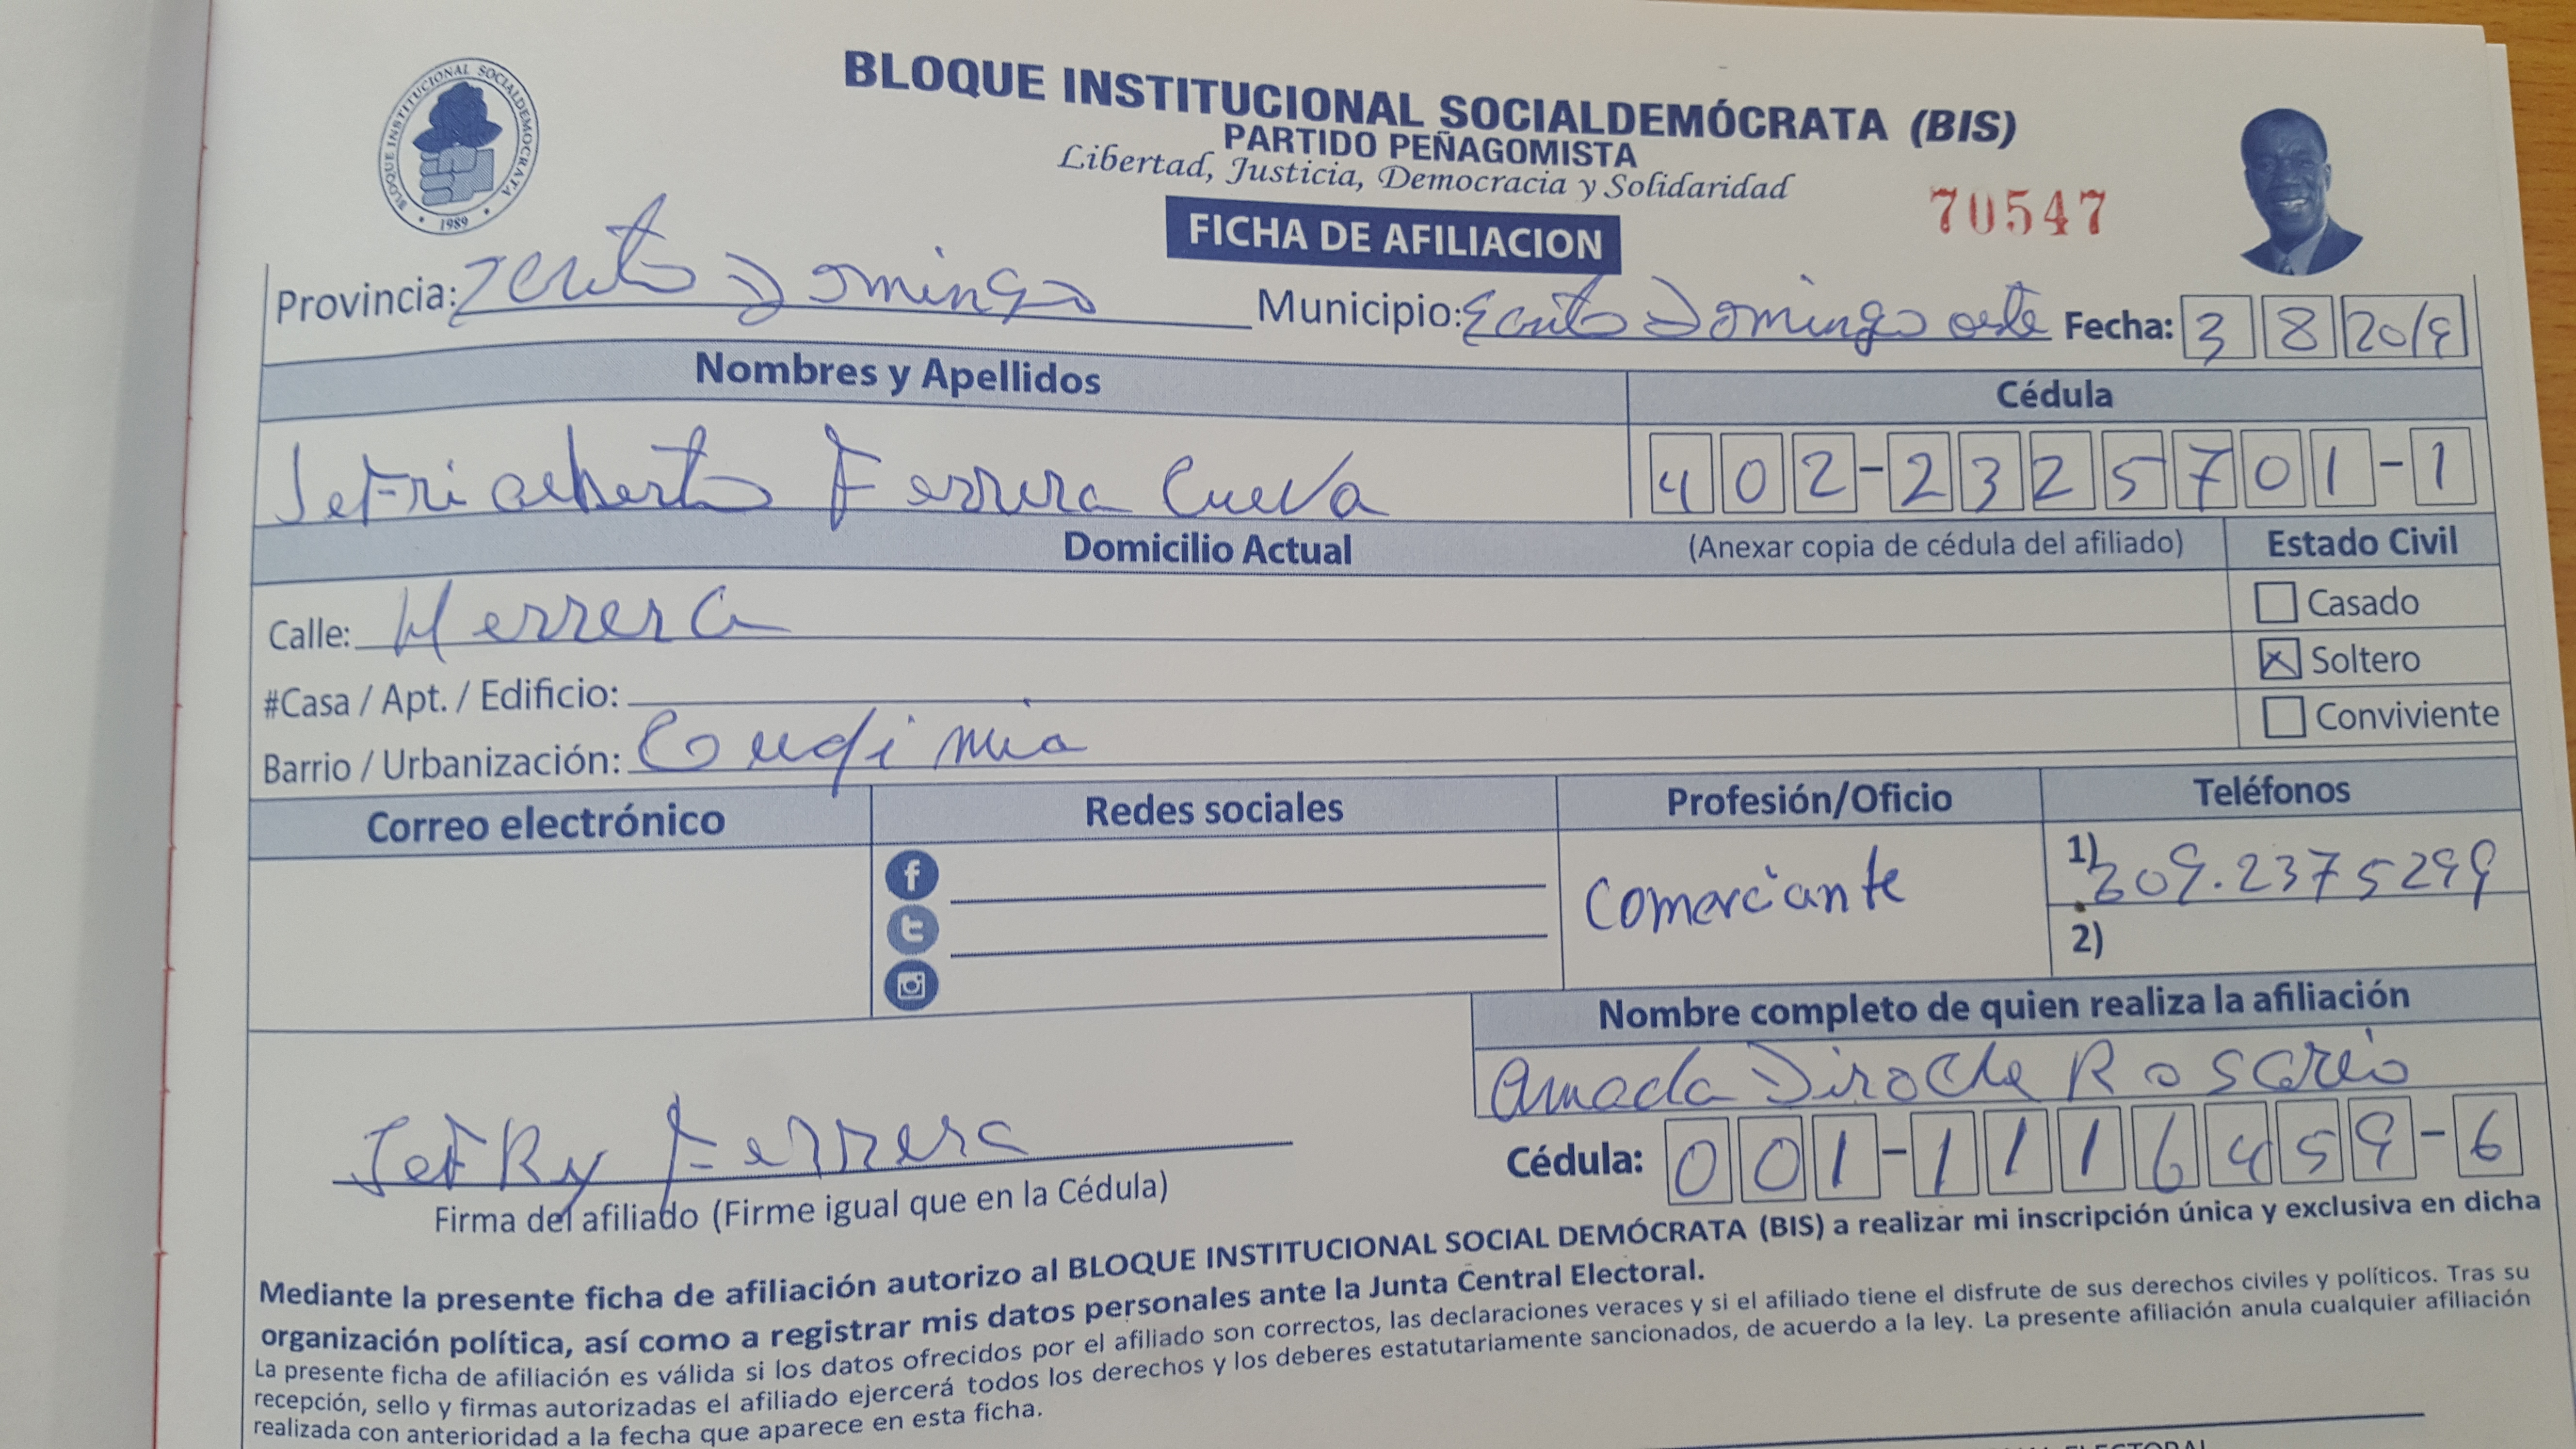 BLOQUE INSTITUCIONAL SOCIALDEMÓCRATA (BIS)
PARTIDO PEÑAGOMISTA
Libertad, Justicia, Democracia y Solidaridad
BLOQUE INSTITUCIONAL SOCIALDEMOCRATA
1989
70547
FICHA DE AFILIACION
Provincia: Santo Domingo Municipio: Santo Domingo oeste Fecha: 3 8 2019
Nombres y Apellidos Cédula
Jefri alberto Ferrera Cueva 402-2325701-1
Domicilio Actual (Anexar copia de cédula del afiliado) Estado Civil
Calle: Herrera Casado
#Casa / Apt. / Edificio: Soltero
Barrio / Urbanización: Conviviente
Correo electrónico Redes sociales Profesión/Oficio Teléfonos
Comerciante 1) 809.2375299
2)
Nombre completo de quien realiza la afiliación
Amada Rosario
Cédula: 001-1116459-6
Jefry Ferrera
Firma del afiliado (Firme igual que en la Cédula)
Mediante la presente ficha de afiliación autorizo al BLOQUE INSTITUCIONAL SOCIAL DEMÓCRATA (BIS) a realizar mi inscripción única y exclusiva en dicha
organización política, así como a registrar mis datos personales ante la Junta Central Electoral.
La presente ficha de afiliación es válida si los datos ofrecidos por el afiliado son correctos, las declaraciones veraces y si el afiliado tiene el disfrute de sus derechos civiles y políticos. Tras su
recepción, sello y firmas autorizadas el afiliado ejercerá todos los derechos y los deberes estatutariamente sancionados, de acuerdo a la ley. La presente afiliación anula cualquier afiliación
realizada con anterioridad a la fecha que aparece en esta ficha.